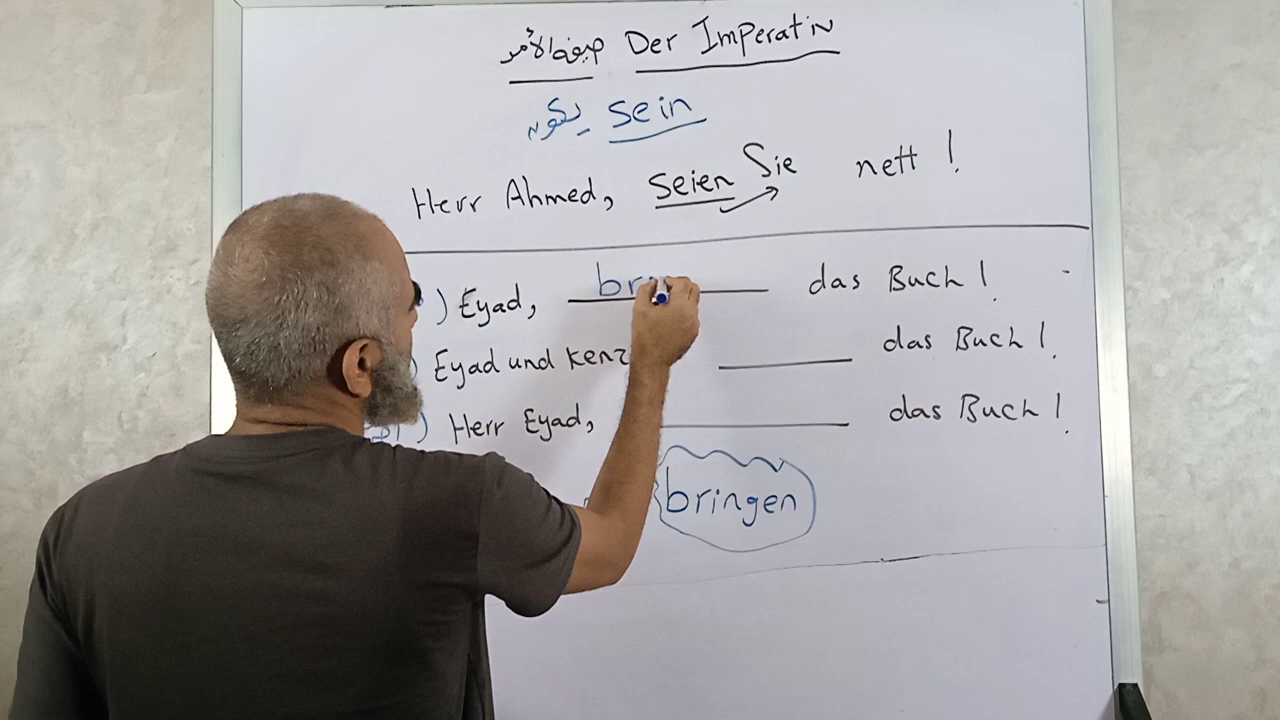 صيغة الأمر Der Imperativ
يكون sein
Herr Ahmed, seien Sie nett !
) Eyad, br das Buch !
) Eyad und Kenz das Buch !
) Herr Eyad, das Buch !
bringen